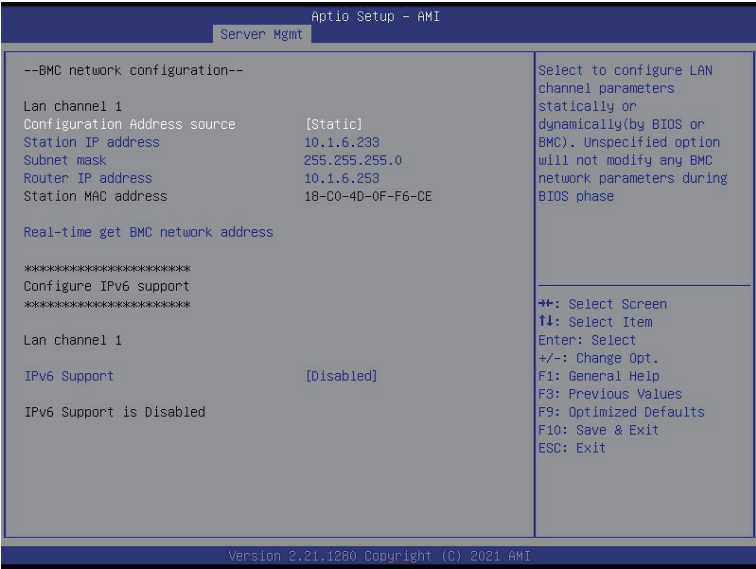 Aptio Setup – AMI
Server Mgmt
--BMC network configuration--
Lan channel 1
Configuration Address source [Static]
Station IP address 10.1.6.233
Subnet mask 255.255.255.0
Router IP address 10.1.6.253
Station MAC address 18-C0-4D-0F-F6-CE
Real-time get BMC network address
***********************
Configure IPv6 support
***********************
Lan channel 1
IPv6 Support [Disabled]
IPv6 Support is Disabled
Select to configure LAN
channel parameters
statically or
dynamically(by BIOS or
BMC). Unspecified option
will not modify any BMC
network parameters during
BIOS phase
→←: Select Screen
↑↓: Select Item
Enter: Select
+/-: Change Opt.
F1: General Help
F3: Previous Values
F9: Optimized Defaults
F10: Save & Exit
ESC: Exit
Version 2.21.1280 Copyright (C) 2021 AMI